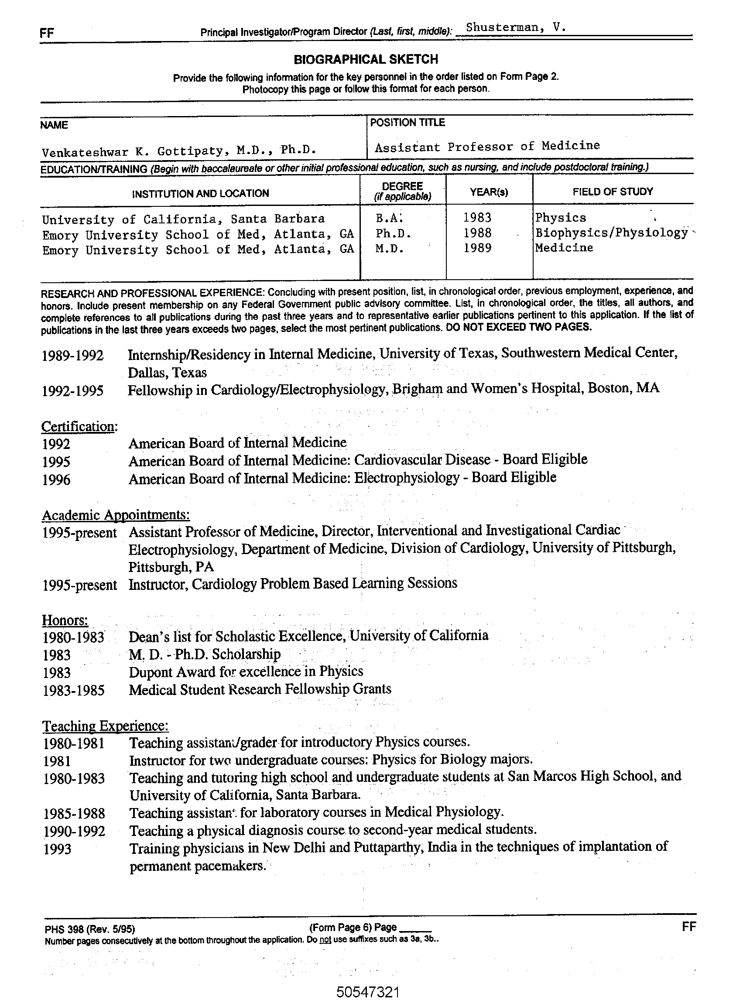 FF Principal Investigator/Program Director (Last, first, middle): Shusterman, V.
BIOGRAPHICAL SKETCH
Provide the following information for the key personnel in the order listed on Form Page 2.
Photocopy this page or follow this format for each person.
NAME POSITION TITLE
Venkateshwar K. Gottipaty, M.D., Ph.D. Assistant Professor of Medicine
EDUCATION/TRAINING (Begin with baccalaureate or other initial professional education, such as nursing, and include postdoctoral training.)
INSTITUTION AND LOCATION DEGREE (if applicable) YEAR(s) FIELD OF STUDY
University of California, Santa Barbara B.A. 1983 Physics
Emory University School of Med, Atlanta, GA Ph.D. 1988 Biophysics/Physiology
Emory University School of Med, Atlanta, GA M.D. 1989 Medicine
RESEARCH AND PROFESSIONAL EXPERIENCE: Concluding with present position, list, in chronological order, previous employment, experience, and
honors. Include present membership on any Federal Government public advisory committee. List, in chronological order, the titles, all authors, and
complete references to all publications during the past three years and to representative earlier publications pertinent to this application. If the list of
publications in the last three years exceeds two pages, select the most pertinent publications. DO NOT EXCEED TWO PAGES.
1989-1992 Internship/Residency in Internal Medicine, University of Texas, Southwestern Medical Center,
Dallas, Texas
1992-1995 Fellowship in Cardiology/Electrophysiology, Brigham and Women's Hospital, Boston, MA
Certification:
1992 American Board of Internal Medicine
1995 American Board of Internal Medicine: Cardiovascular Disease - Board Eligible
1996 American Board of Internal Medicine: Electrophysiology - Board Eligible
Academic Appointments:
1995-present Assistant Professor of Medicine, Director, Interventional and Investigational Cardiac
Electrophysiology, Department of Medicine, Division of Cardiology, University of Pittsburgh,
Pittsburgh, PA
1995-present Instructor, Cardiology Problem Based Learning Sessions
Honors:
1980-1983 Dean's list for Scholastic Excellence, University of California
1983 M. D. - Ph.D. Scholarship
1983 Dupont Award for excellence in Physics
1983-1985 Medical Student Research Fellowship Grants
Teaching Experience:
1980-1981 Teaching assistant/grader for introductory Physics courses.
1981 Instructor for two undergraduate courses: Physics for Biology majors.
1980-1983 Teaching and tutoring high school and undergraduate students at San Marcos High School, and
University of California, Santa Barbara.
1985-1988 Teaching assistant for laboratory courses in Medical Physiology.
1990-1992 Teaching a physical diagnosis course to second-year medical students.
1993 Training physicians in New Delhi and Puttaparthy, India in the techniques of implantation of
permanent pacemakers.
PHS 398 (Rev. 5/95) (Form Page 6) Page ____ FF
Number pages consecutively at the bottom throughout the application. Do not use suffixes such as 3a, 3b..
50547321